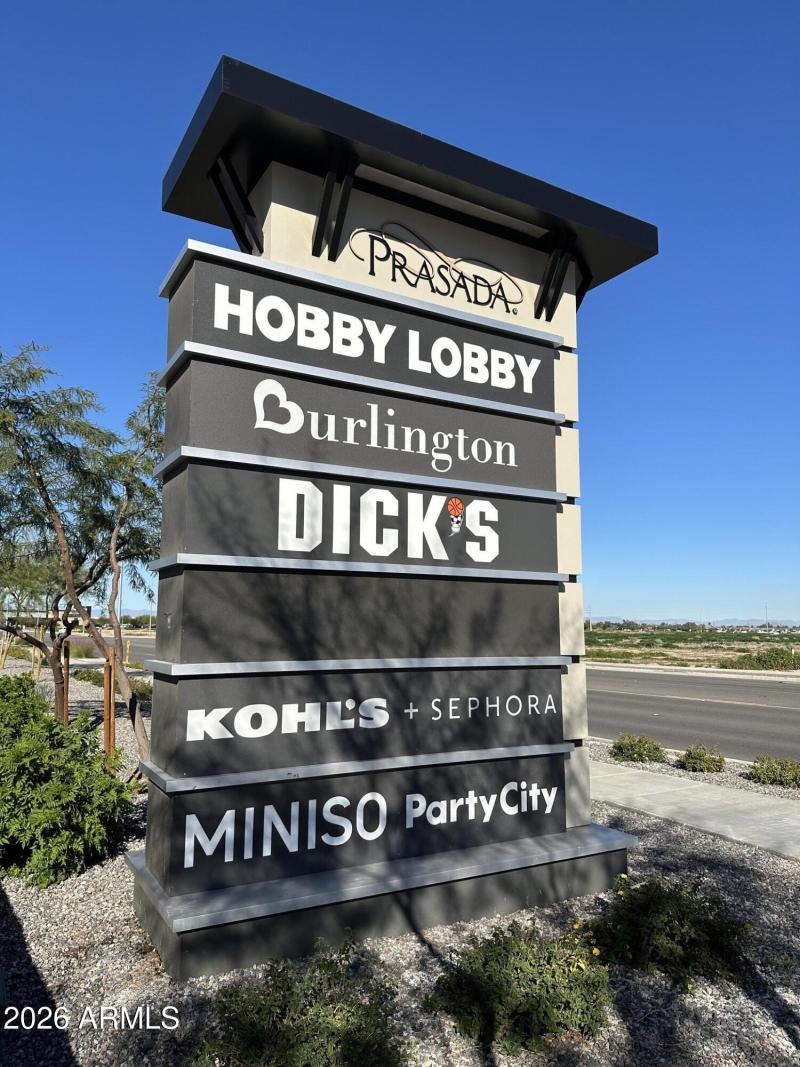 PRASADA
HOBBY LOBBY
Burlington
DICK'S
KOHL'S + SEPHORA
MINISO PartyCity
2026 ARMLS